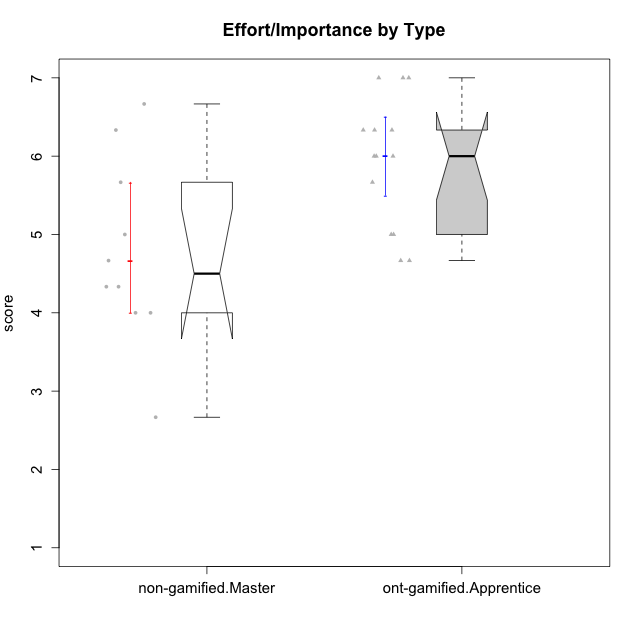 Effort/Importance by Type
7
6
5
4
3
2
1
score
non-gamified.Master
ont-gamified.Apprentice